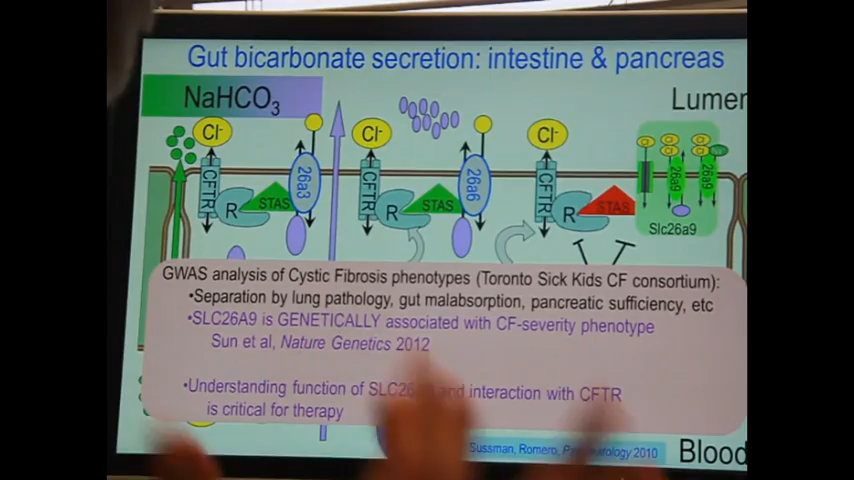 Gut bicarbonate secretion: intestine & pancreas
NaHCO3
Lumen
Cl-
Cl-
Cl-
CFTR
R
STAS
26a3
CFTR
R
STAS
26a6
CFTR
R
STAS
26a9
26a9
Slc26a9
GWAS analysis of Cystic Fibrosis phenotypes (Toronto Sick Kids CF consortium):
•Separation by lung pathology, gut malabsorption, pancreatic sufficiency, etc
•SLC26A9 is GENETICALLY associated with CF-severity phenotype
Sun et al, Nature Genetics 2012
•Understanding function of and interaction with CFTR
is critical for therapy
Sussman, Romero, 2010
Blood